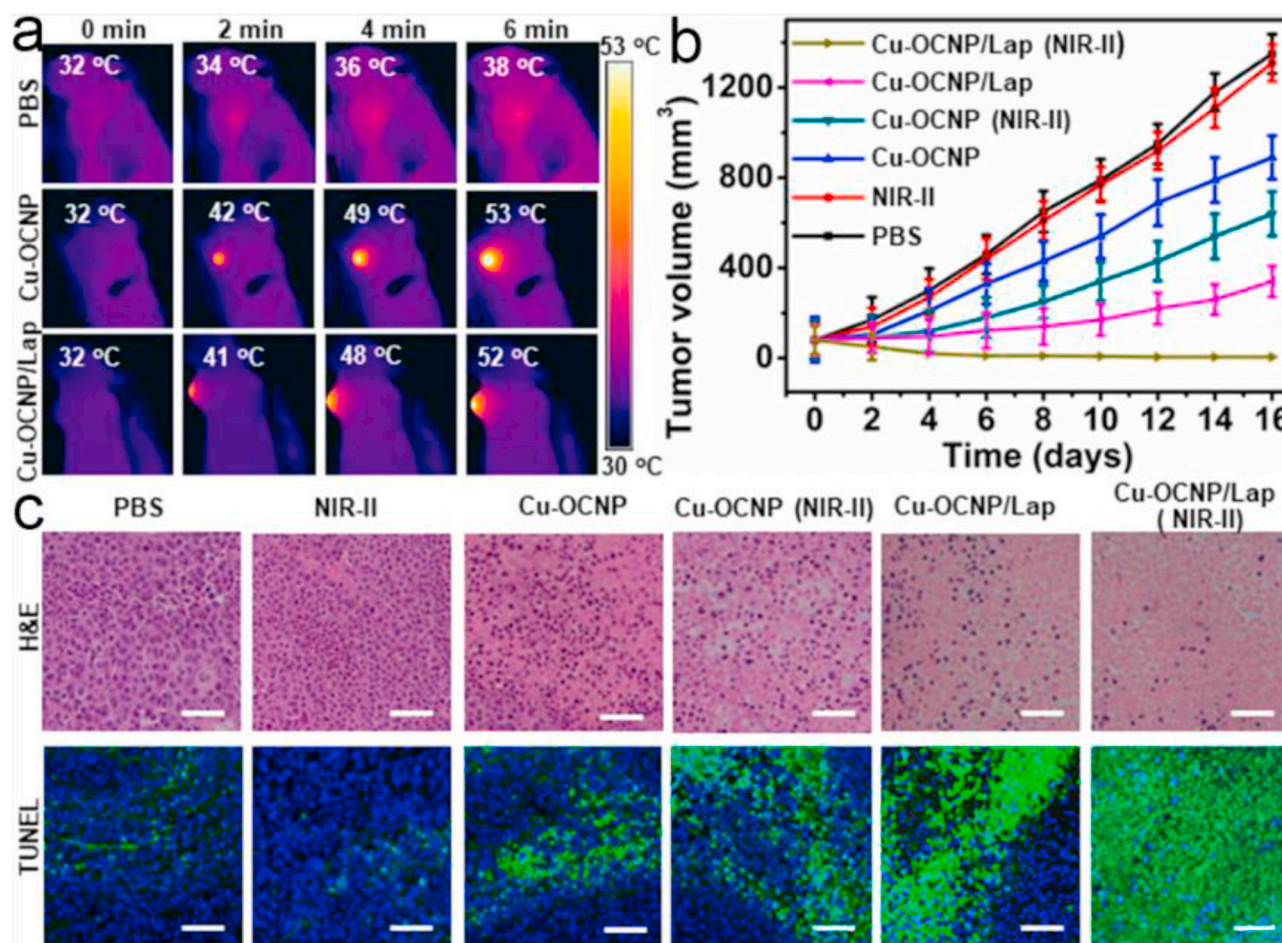 a
0 min 2 min 4 min 6 min
PBS
32 °C 34 °C 36 °C 38 °C
Cu-OCNP
32 °C 42 °C 49 °C 53 °C
Cu-OCNP/Lap
32 °C 41 °C 48 °C 52 °C
53 °C
30 °C
b
Cu-OCNP/Lap (NIR-II)
Cu-OCNP/Lap
Cu-OCNP (NIR-II)
Cu-OCNP
NIR-II
PBS
Tumor volume (mm³)
1200
800
400
0
0 2 4 6 8 10 12 14 16
Time (days)
c
PBS NIR-II Cu-OCNP Cu-OCNP (NIR-II) Cu-OCNP/Lap Cu-OCNP/Lap
( NIR-II)
H&E
TUNEL